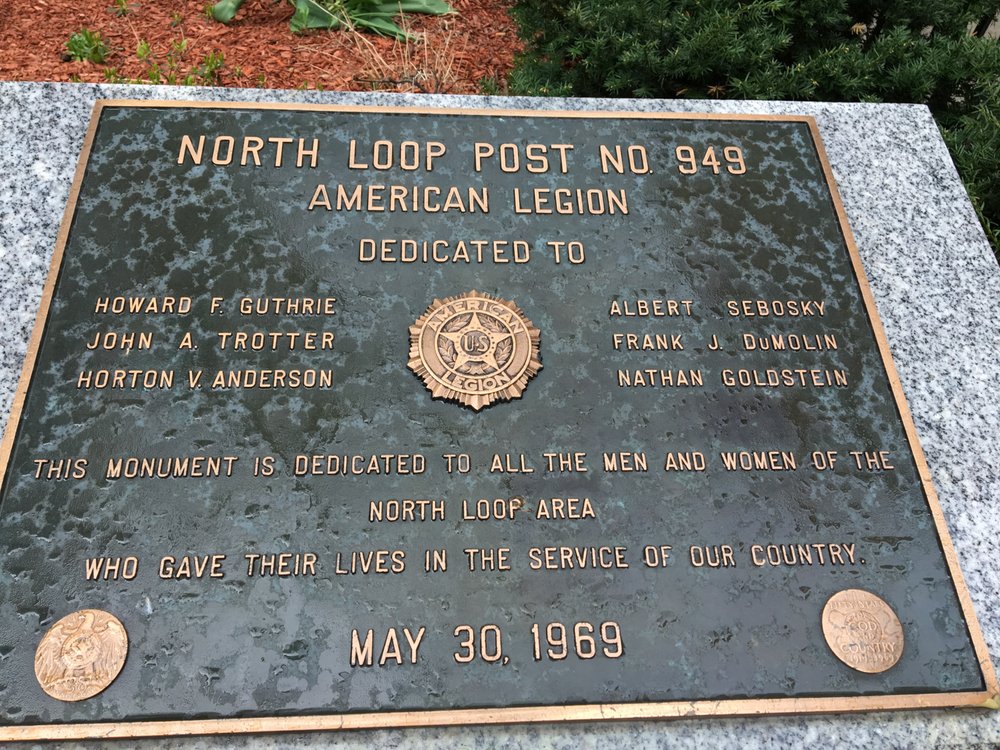 NORTH LOOP POST NO. 949
AMERICAN LEGION
DEDICATED TO
HOWARD F. GUTHRIE
JOHN A. TROTTER
HORTON V. ANDERSON
AMERICAN
U.S
LEGION
ALBERT SEBOSKY
FRANK J. DuMOLIN
NATHAN GOLDSTEIN
THIS MONUMENT IS DEDICATED TO ALL THE MEN AND WOMEN OF THE
NORTH LOOP AREA
WHO GAVE THEIR LIVES IN THE SERVICE OF OUR COUNTRY.
MAY 30, 1969
GOD
COUNTRY